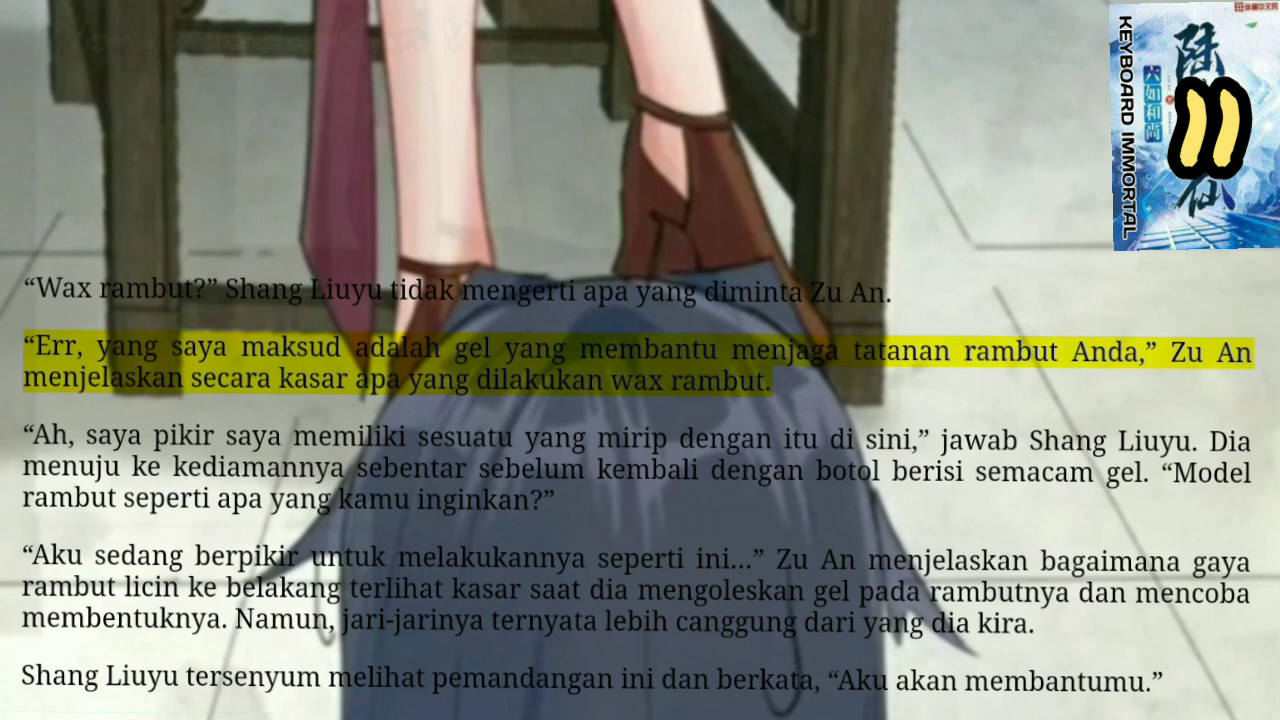 “Wax rambut?” Shang Liuyu tidak mengerti apa yang diminta Zu An.
“Err, yang saya maksud adalah gel yang membantu menjaga tatanan rambut Anda,” Zu An
menjelaskan secara kasar apa yang dilakukan wax rambut.
“Ah, saya pikir saya memiliki sesuatu yang mirip dengan itu di sini,” jawab Shang Liuyu. Dia
menuju ke kediamannya sebentar sebelum kembali dengan botol berisi semacam gel. “Model
rambut seperti apa yang kamu inginkan?”
“Aku sedang berpikir untuk melakukannya seperti ini...” Zu An menjelaskan bagaimana gaya
rambut licin ke belakang terlihat kasar saat dia mengoleskan gel pada rambutnya dan mencoba
membentuknya. Namun, jari-jarinya ternyata lebih canggung dari yang dia kira.
Shang Liuyu tersenyum melihat pemandangan ini dan berkata, “Aku akan membantumu.”
KEYBOARD IMMORTAL
陆
仙
六如和尚